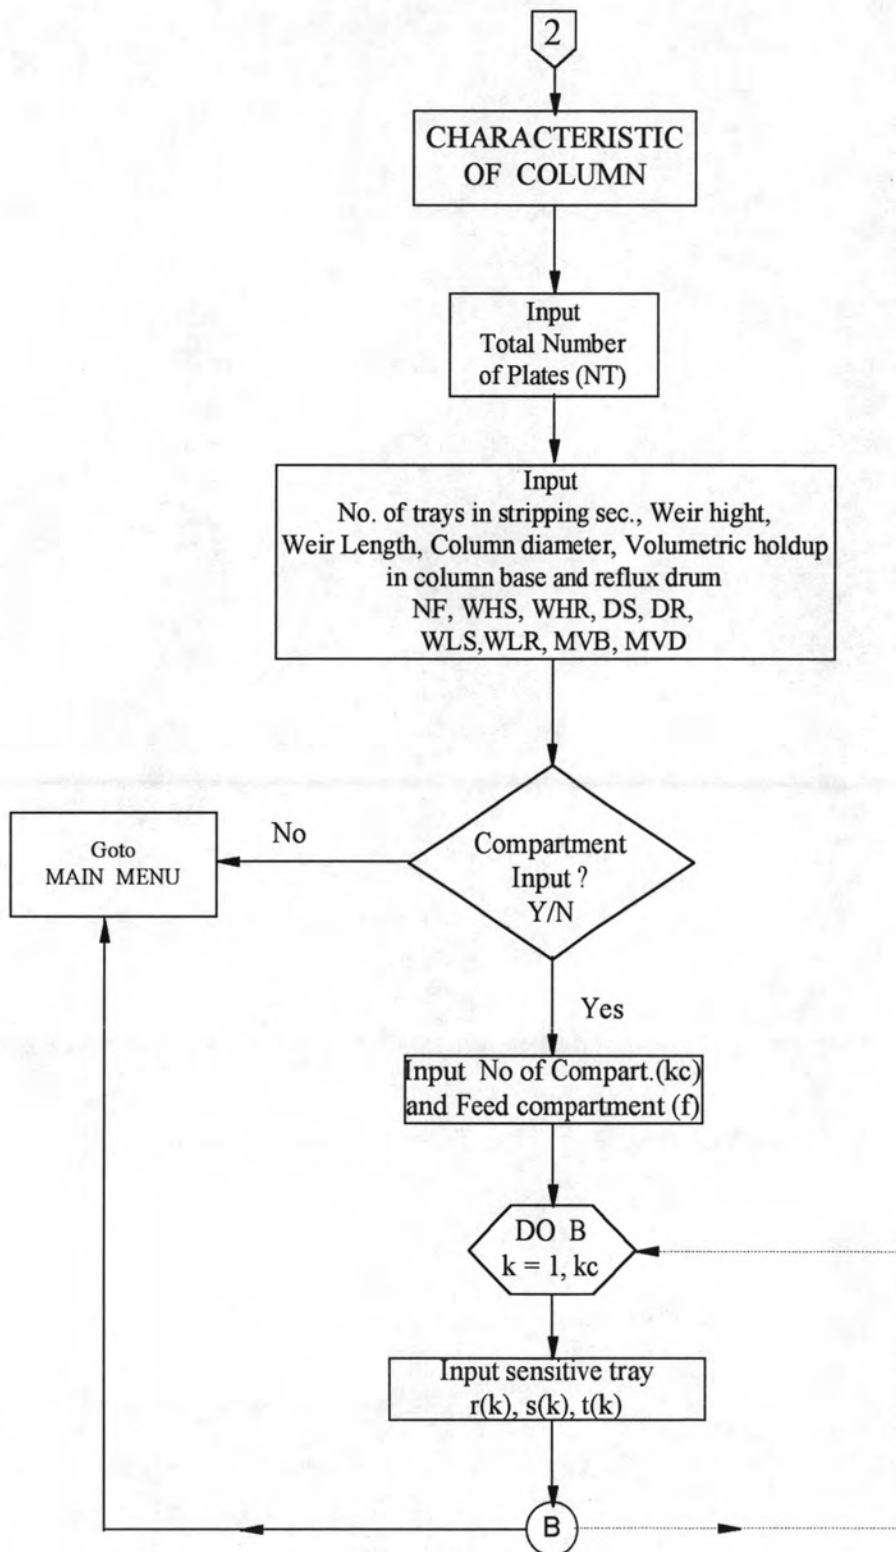 2
CHARACTERISTIC
OF COLUMN
Input
Total Number
of Plates (NT)
Input
No. of trays in stripping sec., Weir hight,
Weir Length, Column diameter, Volumetric holdup
in column base and reflux drum
NF, WHS, WHR, DS, DR,
WLS,WLR, MVB, MVD
Compartment
Input ?
Y/N
No
Goto
MAIN MENU
Yes
Input No of Compart.(kc)
and Feed compartment (f)
DO B
k = 1, kc
Input sensitive tray
r(k), s(k), t(k)
B